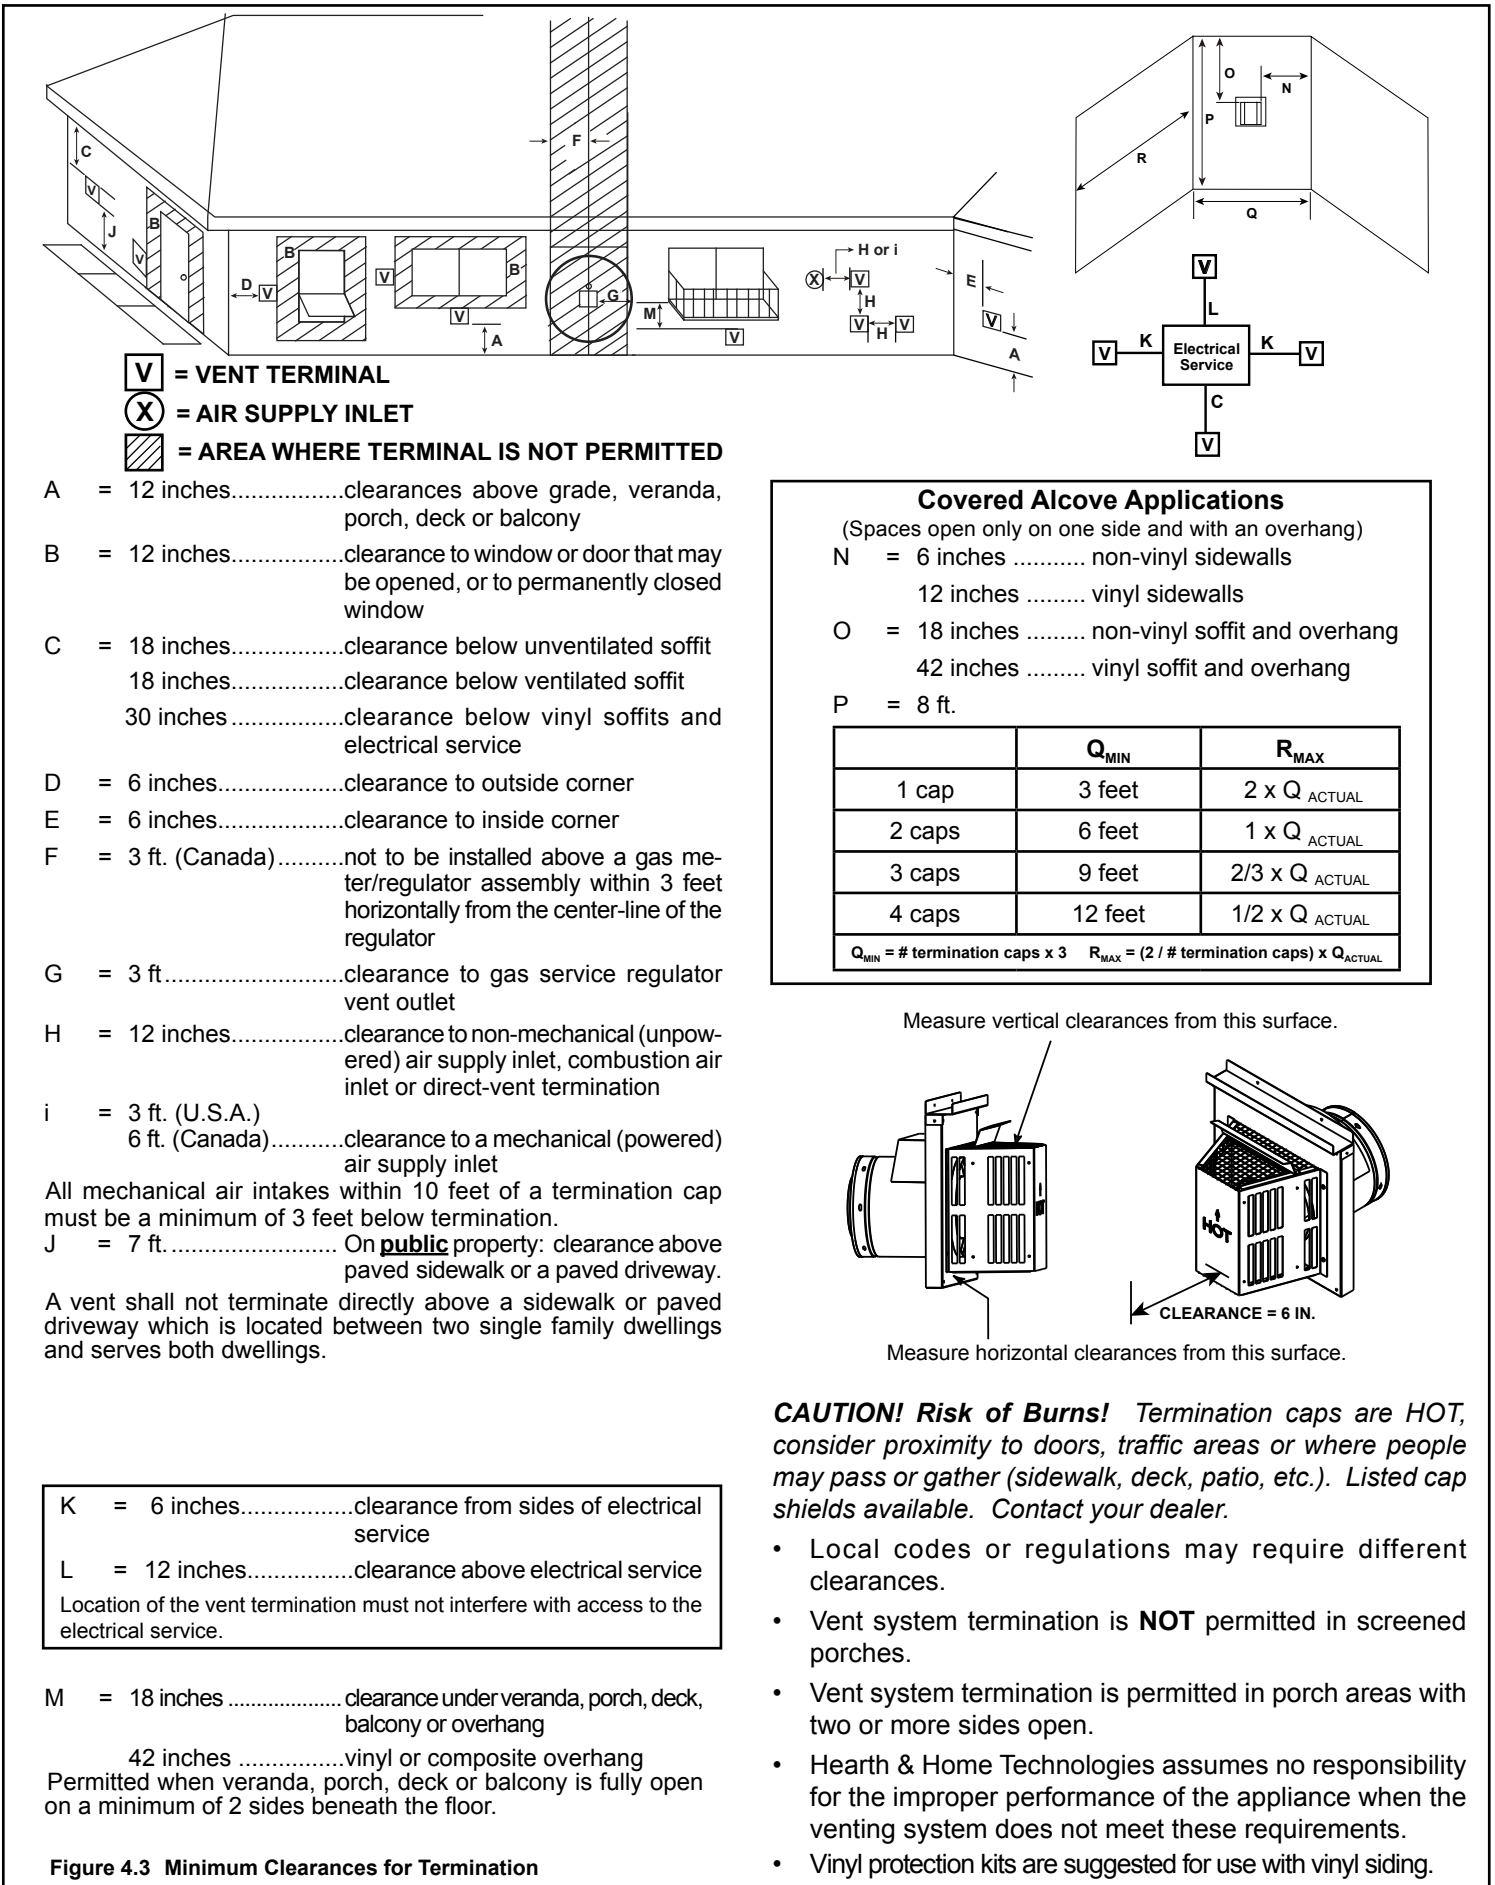 C
V
J
V
B
D
V
B
V
B
V
A
F
G
M
V
H or i
X
V
H
V
V
H
E
V
A
O
N
P
R
Q
V
L
V
K
Electrical
Service
K
V
C
V
V = VENT TERMINAL
X = AIR SUPPLY INLET
= AREA WHERE TERMINAL IS NOT PERMITTED
A = 12 inches.................clearances above grade, veranda,
porch, deck or balcony
B = 12 inches.................clearance to window or door that may
be opened, or to permanently closed
window
C = 18 inches.................clearance below unventilated soffit
18 inches.................clearance below ventilated soffit
30 inches .................clearance below vinyl soffits and
electrical service
D = 6 inches...................clearance to outside corner
E = 6 inches...................clearance to inside corner
F = 3 ft. (Canada)..........not to be installed above a gas me-
ter/regulator assembly within 3 feet
horizontally from the center-line of the
regulator
G = 3 ft...........................clearance to gas service regulator
vent outlet
H = 12 inches.................clearance to non-mechanical (unpow-
ered) air supply inlet, combustion air
inlet or direct-vent termination
i = 3 ft. (U.S.A.)
6 ft. (Canada)...........clearance to a mechanical (powered)
air supply inlet
All mechanical air intakes within 10 feet of a termination cap
must be a minimum of 3 feet below termination.
J = 7 ft. ......................... On public property: clearance above
paved sidewalk or a paved driveway.
A vent shall not terminate directly above a sidewalk or paved
driveway which is located between two single family dwellings
and serves both dwellings.
K = 6 inches.................clearance from sides of electrical
service
L = 12 inches................clearance above electrical service
Location of the vent termination must not interfere with access to the
electrical service.
M = 18 inches .................... clearance under veranda, porch, deck,
balcony or overhang
42 inches ................vinyl or composite overhang
Permitted when veranda, porch, deck or balcony is fully open
on a minimum of 2 sides beneath the floor.
Figure 4.3 Minimum Clearances for Termination
Covered Alcove Applications
(Spaces open only on one side and with an overhang)
N = 6 inches ........... non-vinyl sidewalls
12 inches ......... vinyl sidewalls
O = 18 inches ......... non-vinyl soffit and overhang
42 inches ......... vinyl soffit and overhang
P = 8 ft.
QMIN RMAX
1 cap 3 feet 2 x Q ACTUAL
2 caps 6 feet 1 x Q ACTUAL
3 caps 9 feet 2/3 x Q ACTUAL
4 caps 12 feet 1/2 x Q ACTUAL
QMIN = # termination caps x 3 RMAX = (2 / # termination caps) x QACTUAL
Measure vertical clearances from this surface.
HOT
CLEARANCE = 6 IN.
Measure horizontal clearances from this surface.
CAUTION! Risk of Burns! Termination caps are HOT,
consider proximity to doors, traffic areas or where people
may pass or gather (sidewalk, deck, patio, etc.). Listed cap
shields available. Contact your dealer.
• Local codes or regulations may require different
clearances.
• Vent system termination is NOT permitted in screened
porches.
• Vent system termination is permitted in porch areas with
two or more sides open.
• Hearth & Home Technologies assumes no responsibility
for the improper performance of the appliance when the
venting system does not meet these requirements.
• Vinyl protection kits are suggested for use with vinyl siding.